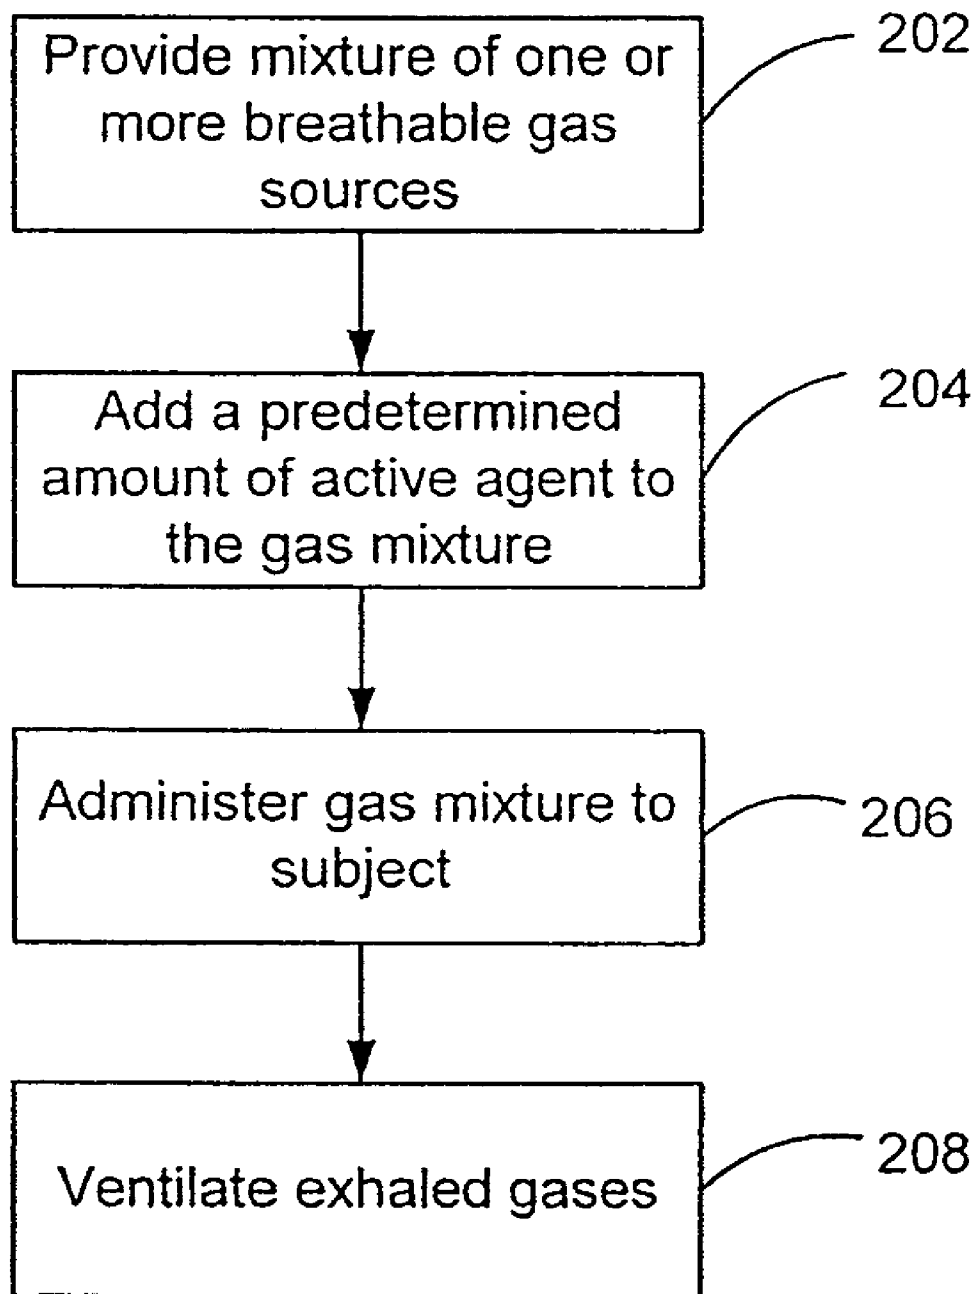 Provide mixture of one or
more breathable gas
sources
202
Add a predetermined
amount of active agent to
the gas mixture
204
Administer gas mixture to
subject
206
Ventilate exhaled gases
208